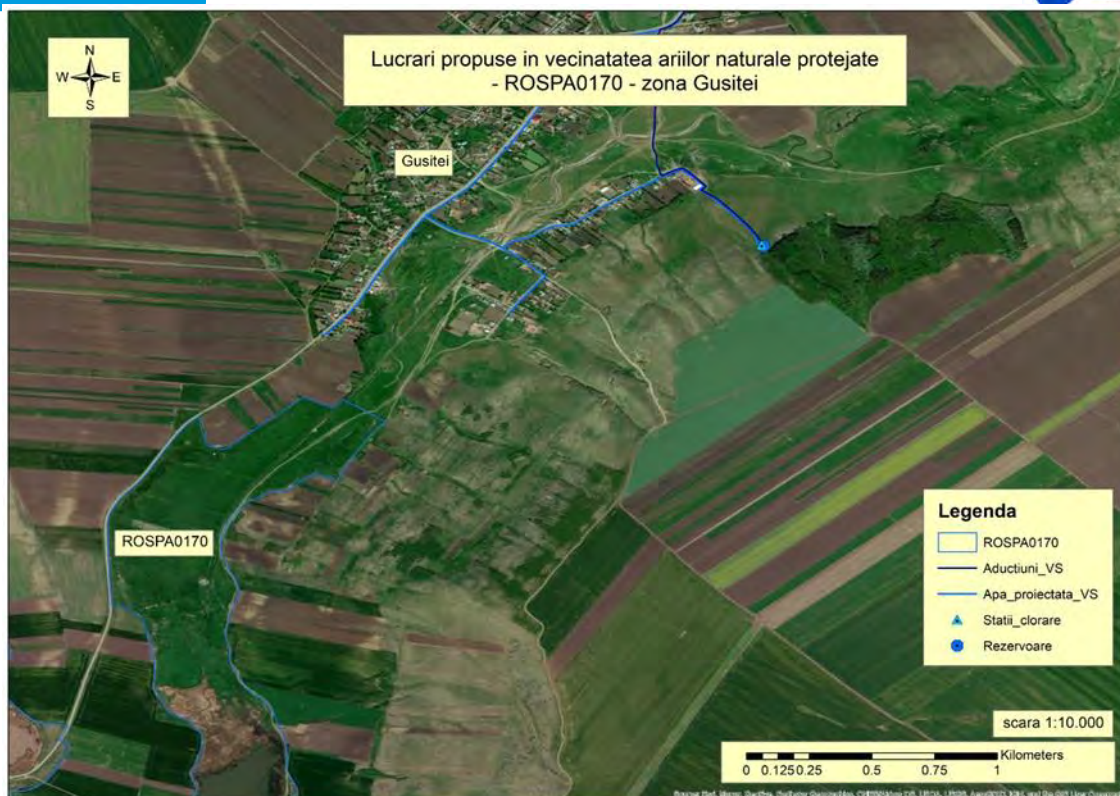 N
W E
S
Lucrari propuse in vecinatatea ariilor naturale protejate
- ROSPA0170 - zona Gusitei
Gusitei
ROSPA0170
Legenda
ROSPA0170
Aductiuni_VS
Apa_proiectata_VS
Statii_clorare
Rezervoare
scara 1:10.000
Kilometers
0 0.125 0.25 0.5 0.75 1